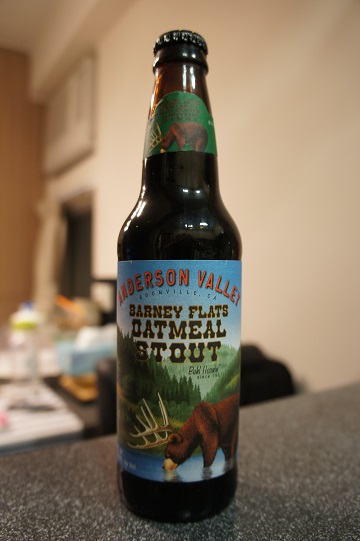 ANDERSON VALLEY
BOONVILLE, CA
BARNEY FLATS
OATMEAL
STOUT